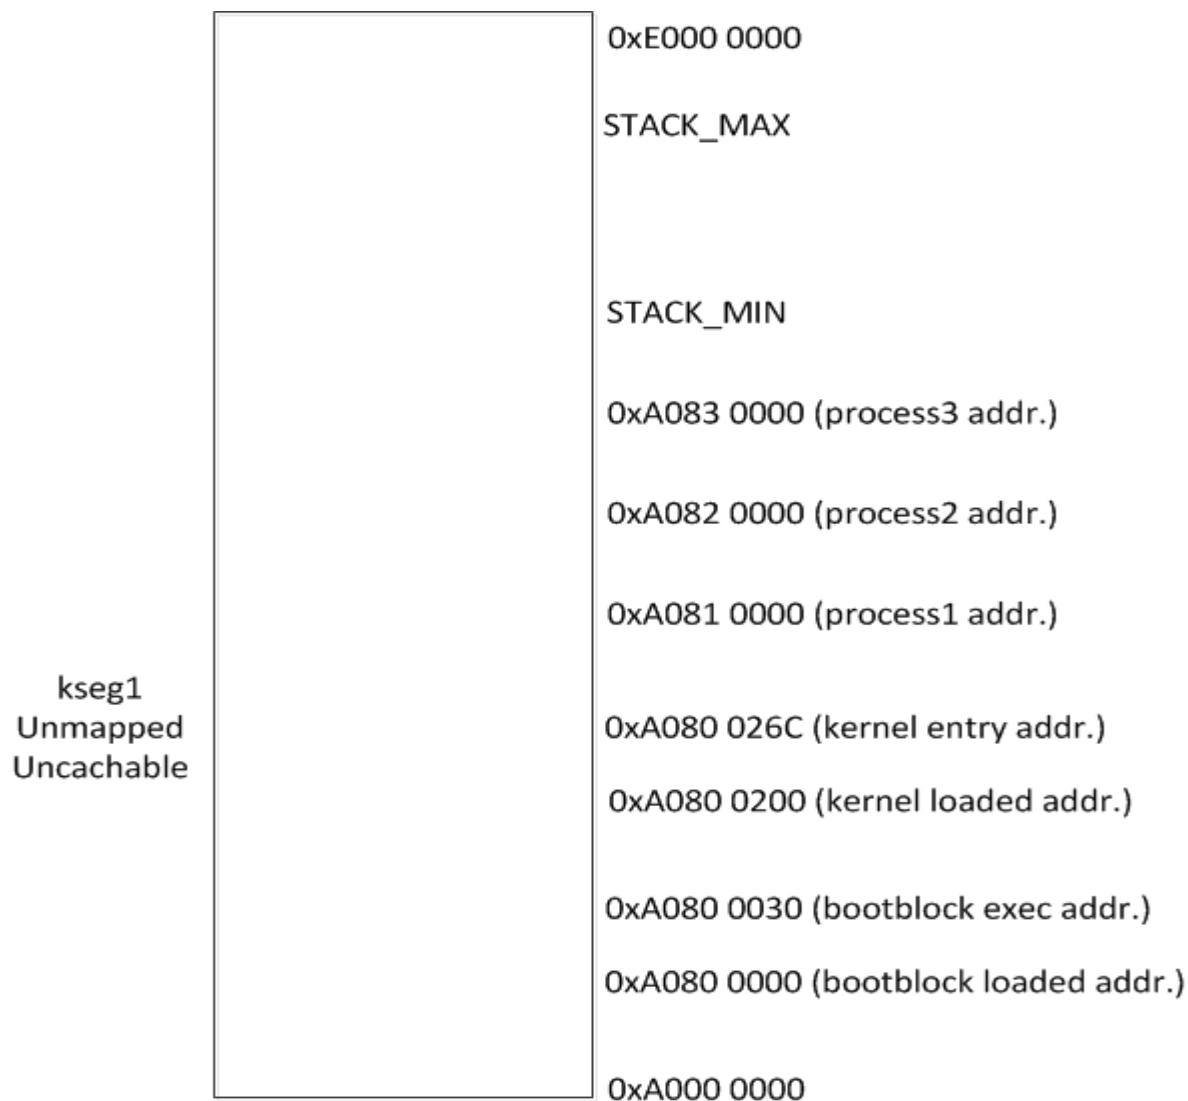 0xE000 0000
STACK_MAX
STACK_MIN
0xA083 0000 (process3 addr.)
0xA082 0000 (process2 addr.)
0xA081 0000 (process1 addr.)
kseg1
Unmapped
Uncachable
0xA080 026C (kernel entry addr.)
0xA080 0200 (kernel loaded addr.)
0xA080 0030 (bootblock exec addr.)
0xA080 0000 (bootblock loaded addr.)
0xA000 0000